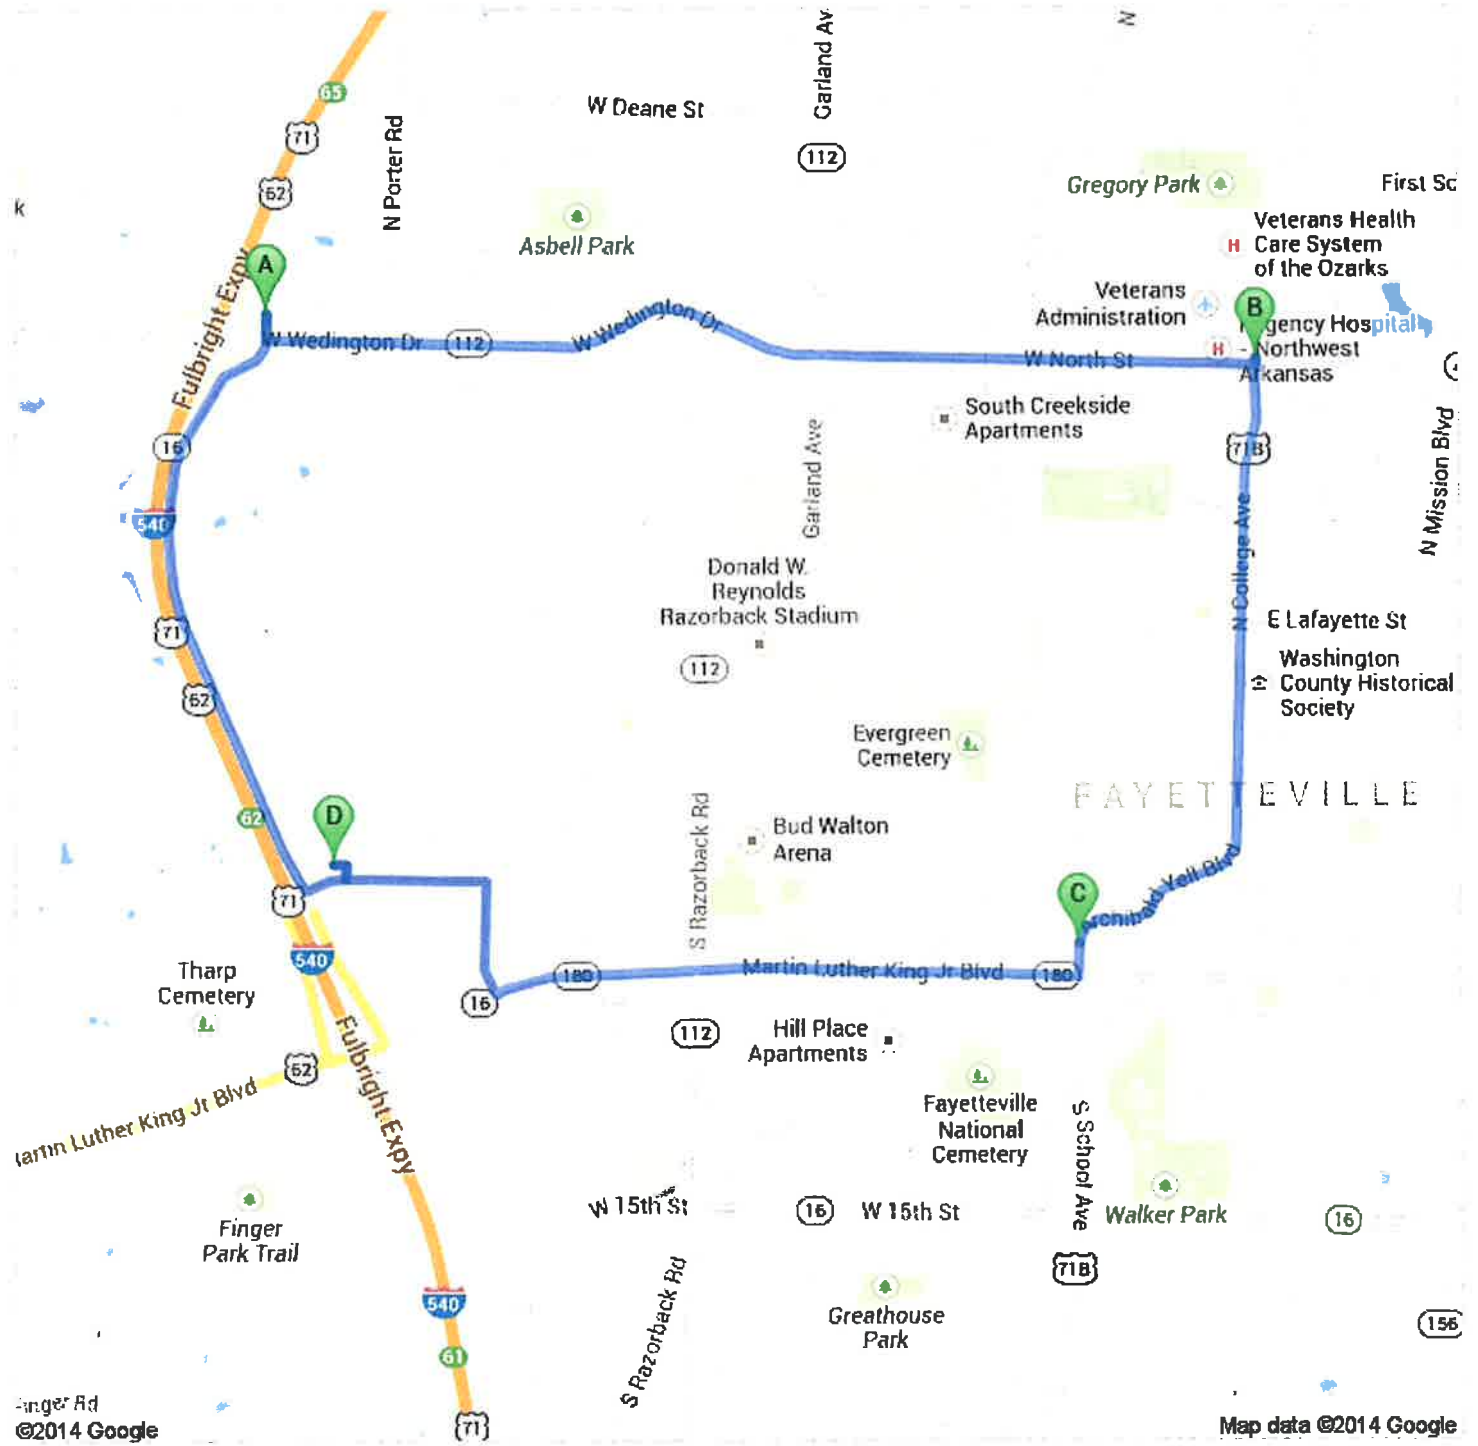 N
65
W Deane St
Garland Av
71
N Porter Rd
112
62
Gregory Park
First Sc
k
Asbell Park
Veterans Health
Care System
of the Ozarks
H
A
Fulbright Expy
Veterans
Administration
B
Hospital
- Northwest
Arkansas
H
W Wedington Dr
112
W Wedington Dr
W North St
South Creekside
Apartments
16
Garland Ave
71B
N Mission Blvd
540
N College Ave
Donald W.
Reynolds
Razorback Stadium
71
E Lafayette St
112
Washington
County Historical
Society
62
Evergreen
Cemetery
FAYETTEVILLE
62
D
S Razorback Rd
Bud Walton
Arena
Archibald Yell Blvd
C
71
540
Tharp
Cemetery
180
Martin Luther King Jr Blvd
180
16
112
Hill Place
Apartments
62
Fulbright Expy
artin Luther King Jr Blvd
Fayetteville
National
Cemetery
S School Ave
Finger
Park Trail
W 15th St
16
W 15th St
Walker Park
16
71B
540
S Razorback Rd
Greathouse
Park
156
61
inger Rd
©2014 Google
71
Map data ©2014 Google